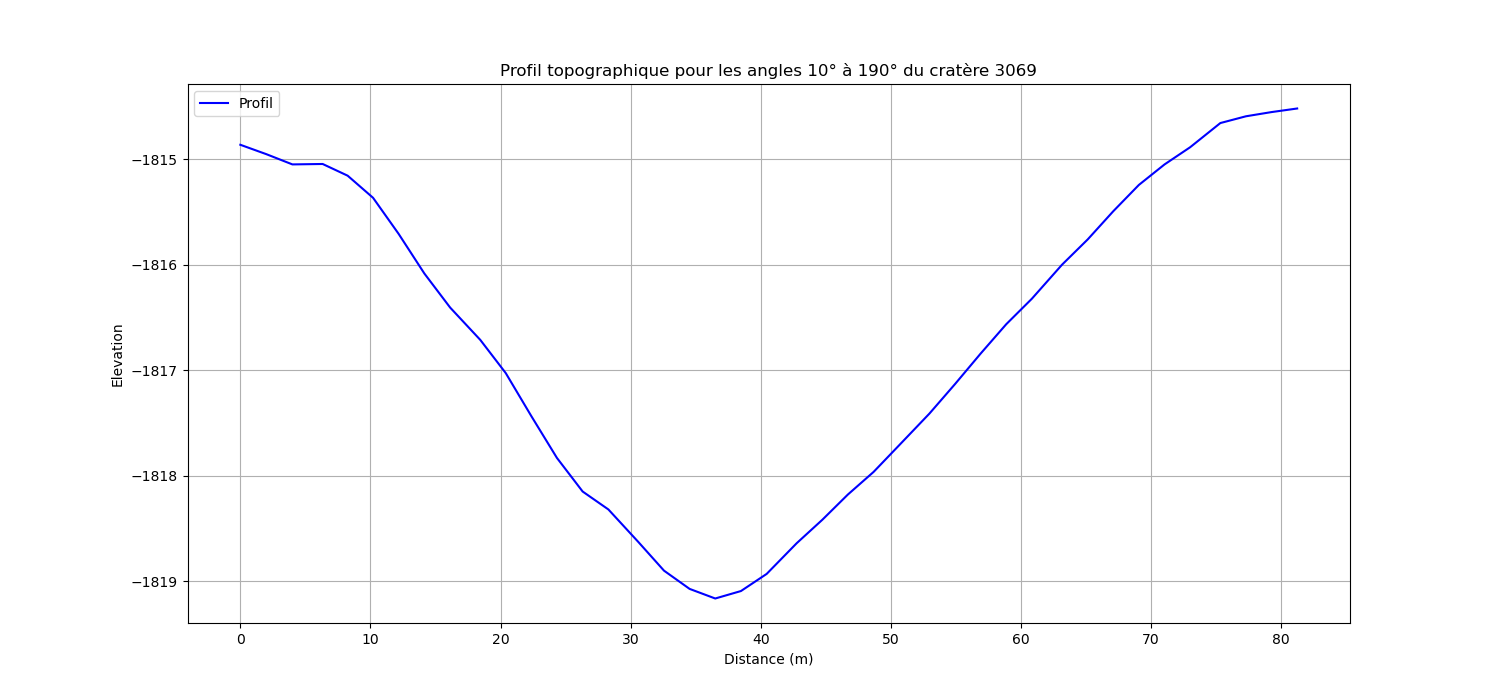 Profil topographique pour les angles 10° à 190° du cratère 3069
Profil
−1815
−1816
−1817
−1818
−1819
Elevation
0 10 20 30 40 50 60 70 80
Distance (m)